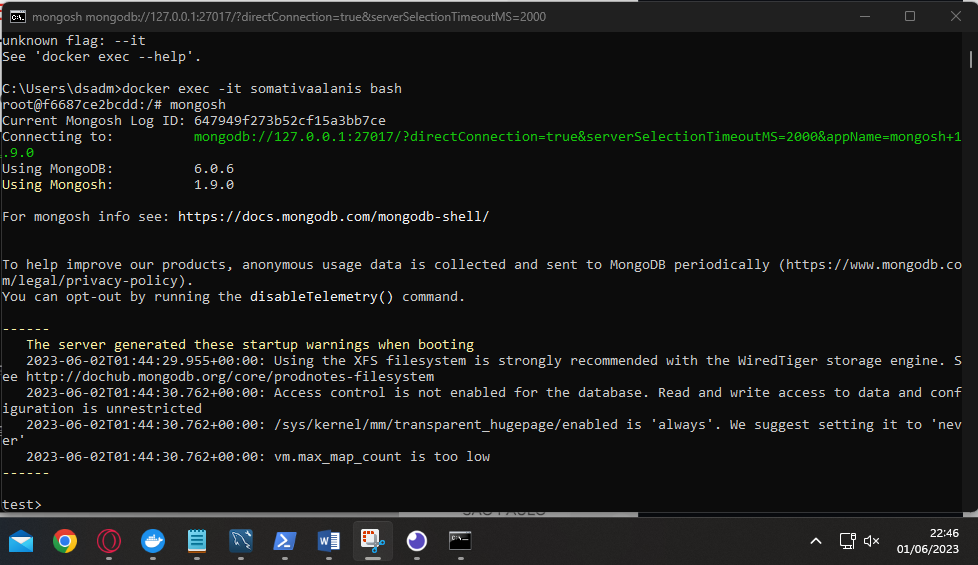 mongosh mongodb://127.0.0.1:27017/?directConnection=true&serverSelectionTimeoutMS=2000
unknown flag: --it
See 'docker exec --help'.
C:\Users\dsadm>docker exec -it somativaalanis bash
root@f6687ce2bcdd:/# mongosh
Current Mongosh Log ID: 647949f273b52cf15a3bb7ce
Connecting to:          mongodb://127.0.0.1:27017/?directConnection=true&serverSelectionTimeoutMS=2000&appName=mongosh+1
.9.0
Using MongoDB:          6.0.6
Using Mongosh:          1.9.0
For mongosh info see: https://docs.mongodb.com/mongodb-shell/
To help improve our products, anonymous usage data is collected and sent to MongoDB periodically (https://www.mongodb.co
m/legal/privacy-policy).
You can opt-out by running the disableTelemetry() command.
------
   The server generated these startup warnings when booting
   2023-06-02T01:44:29.955+00:00: Using the XFS filesystem is strongly recommended with the WiredTiger storage engine. S
ee http://dochub.mongodb.org/core/prodnotes-filesystem
   2023-06-02T01:44:30.762+00:00: Access control is not enabled for the database. Read and write access to data and conf
iguration is unrestricted
   2023-06-02T01:44:30.762+00:00: /sys/kernel/mm/transparent_hugepage/enabled is 'always'. We suggest setting it to 'nev
er'
   2023-06-02T01:44:30.762+00:00: vm.max_map_count is too low
------
test>
SÃO PAULO
22:46
01/06/2023